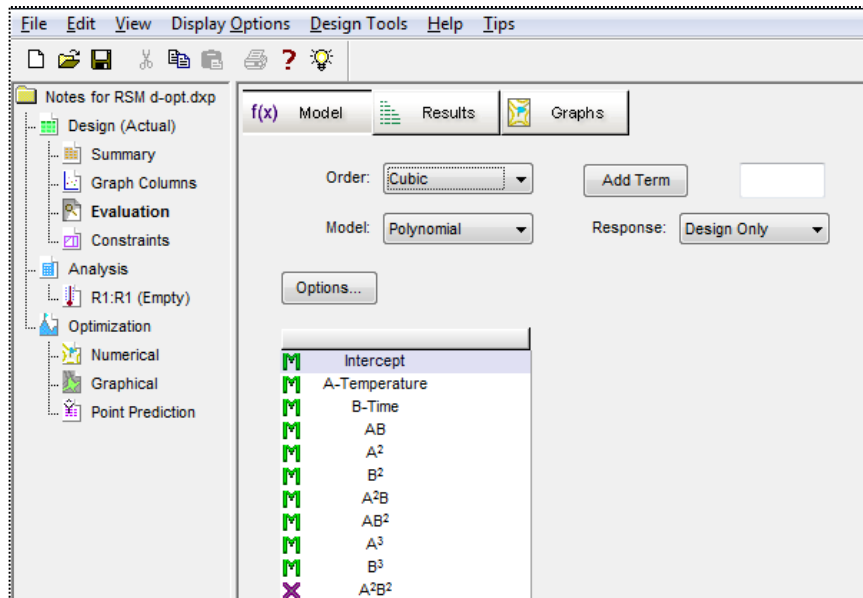 File Edit View Display Options Design Tools Help Tips
?
Notes for RSM d-opt.dxp
Design (Actual)
Summary
Graph Columns
Evaluation
Constraints
Analysis
R1:R1 (Empty)
Optimization
Numerical
Graphical
Point Prediction
f(x) Model Results Graphs
Order: Cubic Add Term
Model: Polynomial Response: Design Only
Options...
M Intercept
M A-Temperature
M B-Time
M AB
M A²
M B²
M A²B
M AB²
M A³
M B³
X A²B²